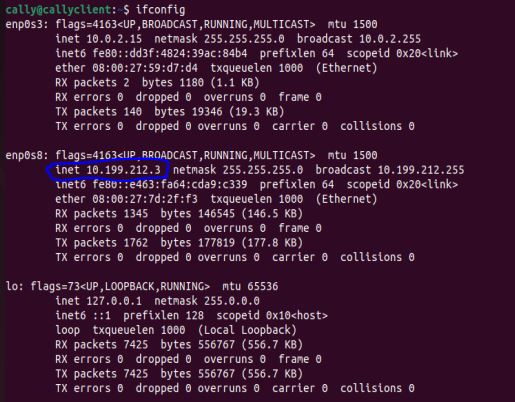 cally@callyclient:~$ ifconfig
enp0s3: flags=4163<UP,BROADCAST,RUNNING,MULTICAST>  mtu 1500
        inet 10.0.2.15  netmask 255.255.255.0  broadcast 10.0.2.255
        inet6 fe80::dd3f:4824:39ac:84b4  prefixlen 64  scopeid 0x20<link>
        ether 08:00:27:59:d7:d4  txqueuelen 1000  (Ethernet)
        RX packets 2  bytes 1180 (1.1 KB)
        RX errors 0  dropped 0  overruns 0  frame 0
        TX packets 140  bytes 19346 (19.3 KB)
        TX errors 0  dropped 0 overruns 0  carrier 0  collisions 0

enp0s8: flags=4163<UP,BROADCAST,RUNNING,MULTICAST>  mtu 1500
        inet 10.199.212.3  netmask 255.255.255.0  broadcast 10.199.212.255
        inet6 fe80::e463:fa64:cda9:c339  prefixlen 64  scopeid 0x20<link>
        ether 08:00:27:7d:2f:f3  txqueuelen 1000  (Ethernet)
        RX packets 1345  bytes 146545 (146.5 KB)
        RX errors 0  dropped 0  overruns 0  frame 0
        TX packets 1762  bytes 177819 (177.8 KB)
        TX errors 0  dropped 0 overruns 0  carrier 0  collisions 0

lo: flags=73<UP,LOOPBACK,RUNNING>  mtu 65536
        inet 127.0.0.1  netmask 255.0.0.0
        inet6 ::1  prefixlen 128  scopeid 0x10<host>
        loop  txqueuelen 1000  (Local Loopback)
        RX packets 7425  bytes 556767 (556.7 KB)
        RX errors 0  dropped 0  overruns 0  frame 0
        TX packets 7425  bytes 556767 (556.7 KB)
        TX errors 0  dropped 0 overruns 0  carrier 0  collisions 0